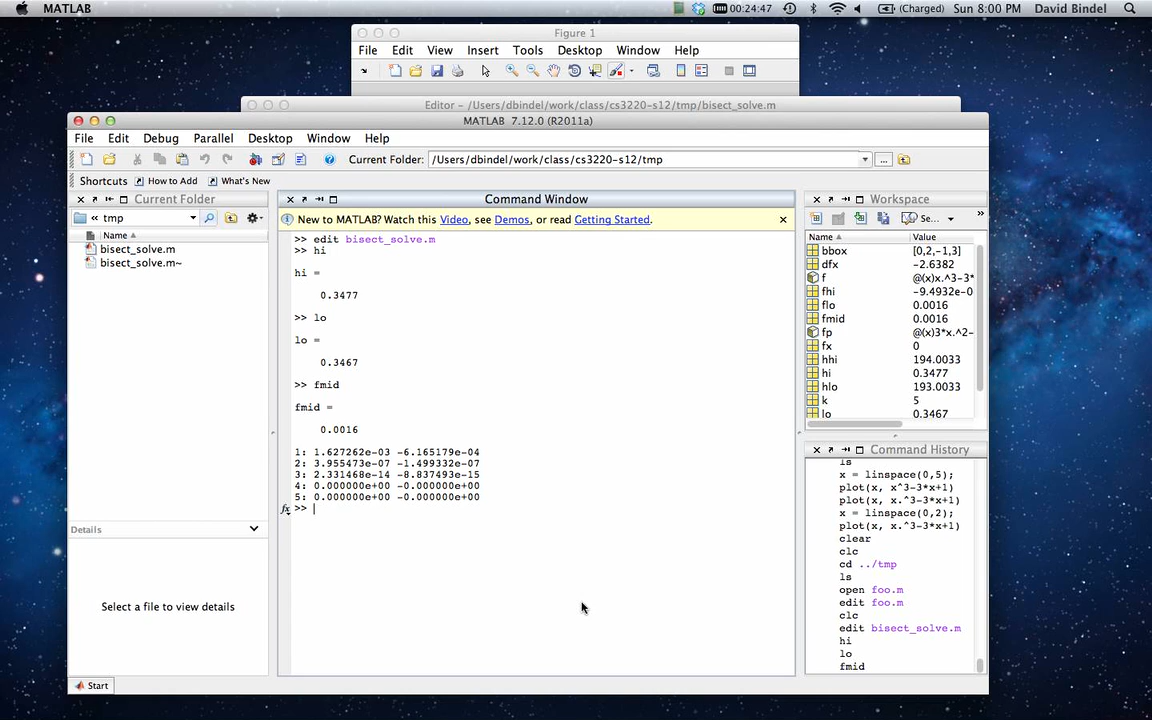 MATLAB 00:24:47 (Charged) Sun 8:00 PM David Bindel
Figure 1
File Edit View Insert Tools Desktop Window Help
Editor – /Users/dbindel/work/class/cs3220-s12/tmp/bisect_solve.m
MATLAB 7.12.0 (R2011a)
File Edit Debug Parallel Desktop Window Help
Current Folder: /Users/dbindel/work/class/cs3220-s12/tmp ...
Shortcuts How to Add What's New
Current Folder
« tmp
Name
bisect_solve.m
bisect_solve.m~
Details
Select a file to view details
Start
Command Window
New to MATLAB? Watch this Video, see Demos, or read Getting Started.
>> edit bisect_solve.m
>> hi
hi =
0.3477
>> lo
lo =
0.3467
>> fmid
fmid =
0.0016
1: 1.627262e-03 -6.165179e-04
2: 3.955473e-07 -1.499332e-07
3: 2.331468e-14 -8.837493e-15
4: 0.000000e+00 -0.000000e+00
5: 0.000000e+00 -0.000000e+00
fx >>
Workspace
Se... »
Name Value
bbox [0,2,-1,3]
dfx -2.6382
f @(x)x.^3-3*
fhi -9.4932e-0
flo 0.0016
fmid 0.0016
fp @(x)3*x.^2-
fx 0
hhi 194.0033
hi 0.3477
hlo 193.0033
k 5
lo 0.3467
Command History
ls
x = linspace(0,5);
plot(x, x^3-3*x+1)
plot(x, x.^3-3*x+1)
x = linspace(0,2);
plot(x, x.^3-3*x+1)
clear
clc
cd ../tmp
ls
open foo.m
edit foo.m
clc
edit bisect_solve.m
hi
lo
fmid